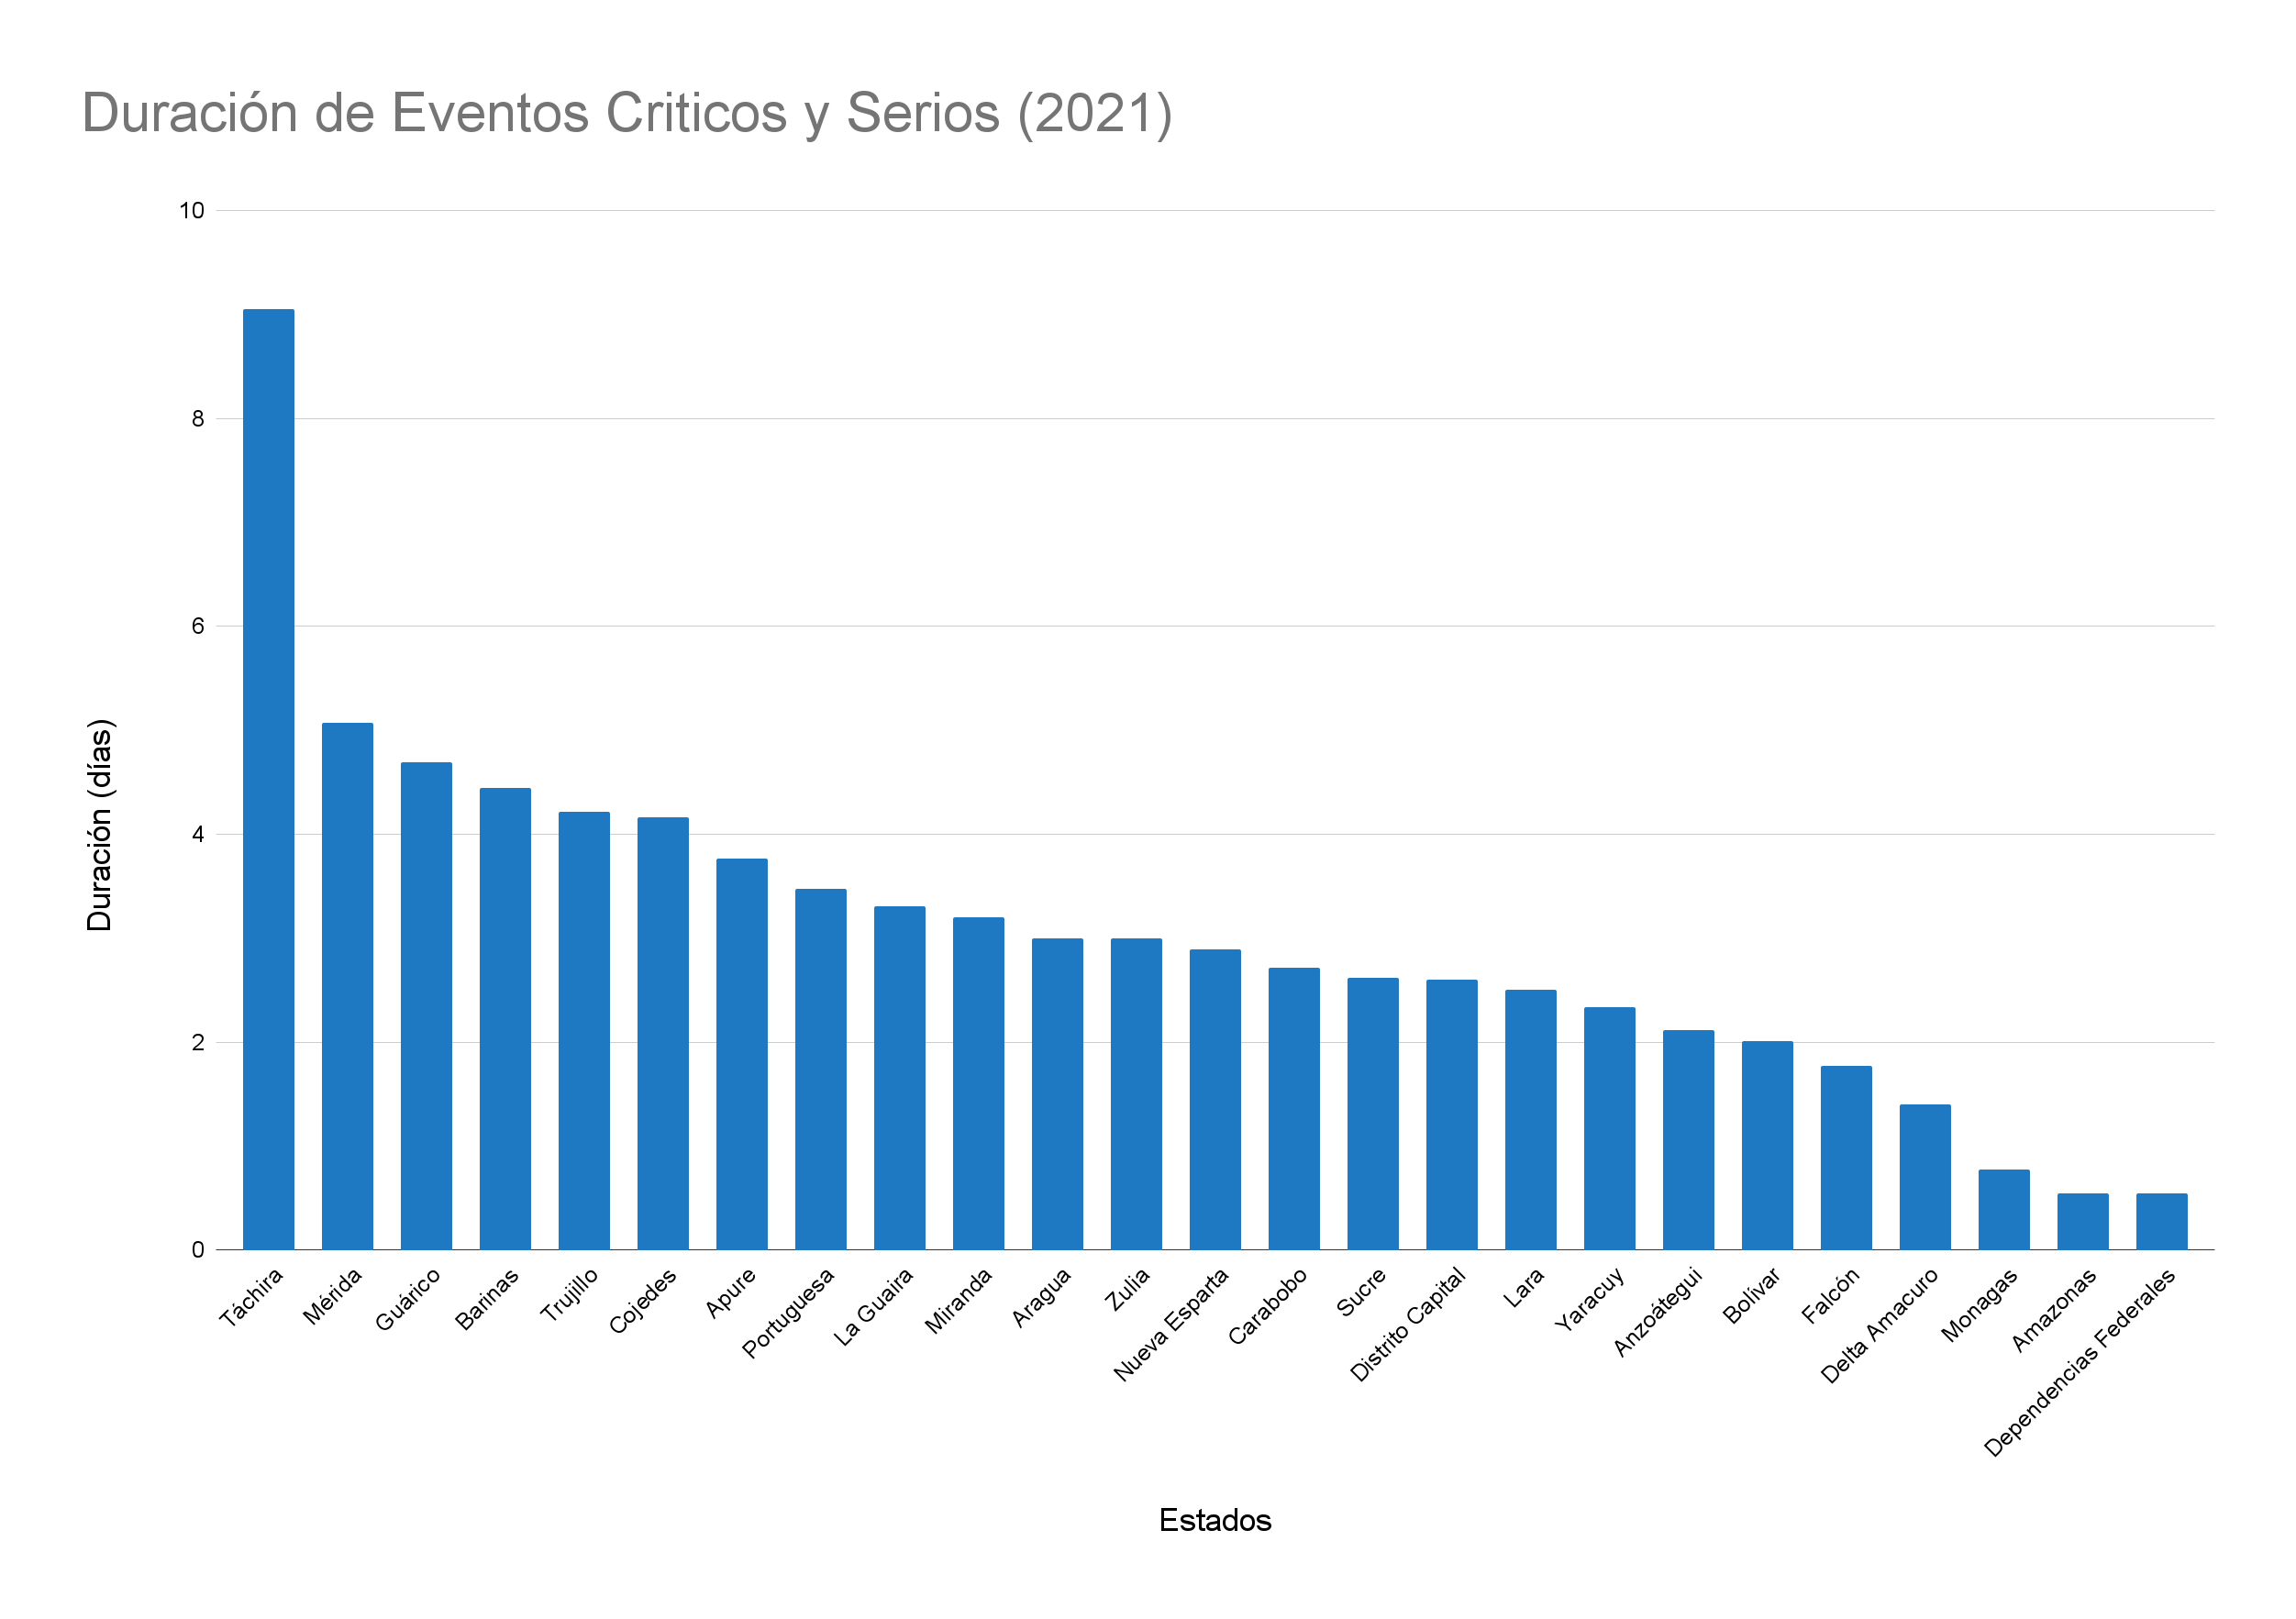 Duración de Eventos Criticos y Serios (2021)
10
8
6
4
2
0
Duración (días)
Táchira
Mérida
Guárico
Barinas
Trujillo
Cojedes
Apure
Portuguesa
La Guaira
Miranda
Aragua
Zulia
Nueva Esparta
Carabobo
Sucre
Distrito Capital
Lara
Yaracuy
Anzoátegui
Bolívar
Falcón
Delta Amacuro
Monagas
Amazonas
Dependencias Federales
Estados